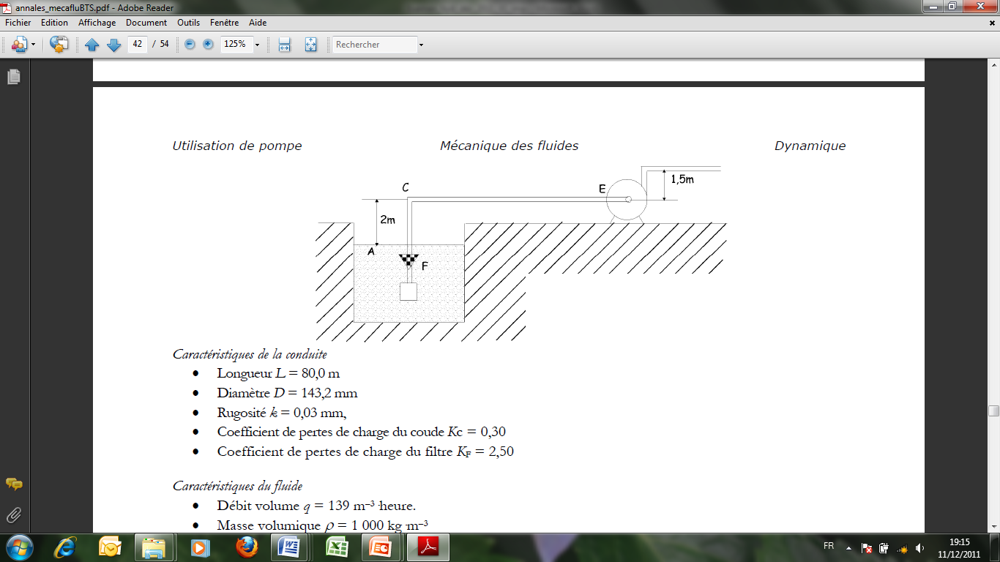 annales_mecafluBTS.pdf - Adobe Reader
Fichier Edition Affichage Document Outils Fenêtre Aide
42 / 54 125% Rechercher
Utilisation de pompe Mécanique des fluides Dynamique
1,5m
C
E
2m
A
F
Caractéristiques de la conduite
• Longueur L = 80,0 m
• Diamètre D = 143,2 mm
• Rugosité k = 0,03 mm,
• Coefficient de pertes de charge du coude Kc = 0,30
• Coefficient de pertes de charge du filtre KF = 2,50
Caractéristiques du fluide
• Débit volume q = 139 m⁻³·heure.
• Masse volumique ρ = 1 000 kg·m⁻³
FR 19:15
11/12/2011